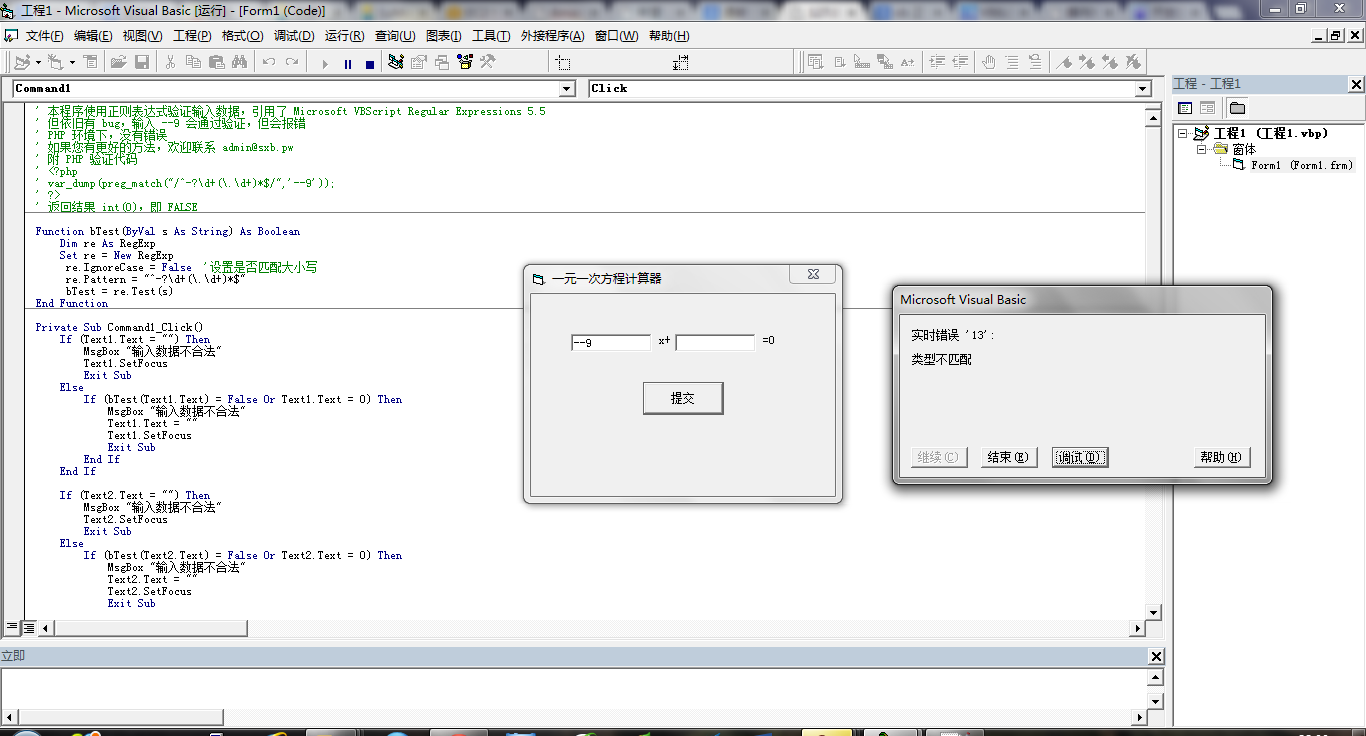 工程1 - Microsoft Visual Basic [运行] - [Form1 (Code)]
文件(F) 编辑(E) 视图(V) 工程(P) 格式(O) 调试(D) 运行(R) 查询(U) 图表(I) 工具(T) 外接程序(A) 窗口(W) 帮助(H)
Command1
Click
' 本程序使用正则表达式验证输入数据，引用了 Microsoft VBScript Regular Expressions 5.5
' 但依旧有 bug，输入 --9 会通过验证，但会报错
' PHP 环境下，没有错误
' 如果您有更好的方法，欢迎联系 admin@sxb.pw
' 附 PHP 验证代码
' <?php
' var_dump(preg_match("/^-?\d+(\.\d+)*$/",'--9'));
' ?>
' 返回结果 int(0)，即 FALSE
Function bTest(ByVal s As String) As Boolean
Dim re As RegExp
Set re = New RegExp
re.IgnoreCase = False '设置是否匹配大小写
re.Pattern = "^-?\d+(\.\d+)*$"
bTest = re.Test(s)
End Function
Private Sub Command1_Click()
If (Text1.Text = "") Then
MsgBox "输入数据不合法"
Text1.SetFocus
Exit Sub
Else
If (bTest(Text1.Text) = False Or Text1.Text = 0) Then
MsgBox "输入数据不合法"
Text1.Text = ""
Text1.SetFocus
Exit Sub
End If
End If
If (Text2.Text = "") Then
MsgBox "输入数据不合法"
Text2.SetFocus
Exit Sub
Else
If (bTest(Text2.Text) = False Or Text2.Text = 0) Then
MsgBox "输入数据不合法"
Text2.Text = ""
Text2.SetFocus
Exit Sub
一元一次方程计算器
--9 x+ =0
提交
Microsoft Visual Basic
实时错误 '13':
类型不匹配
继续(C) 结束(E) 调试(D) 帮助(H)
工程 - 工程1
工程1 (工程1.vbp)
窗体
Form1 (Form1.frm)
立即